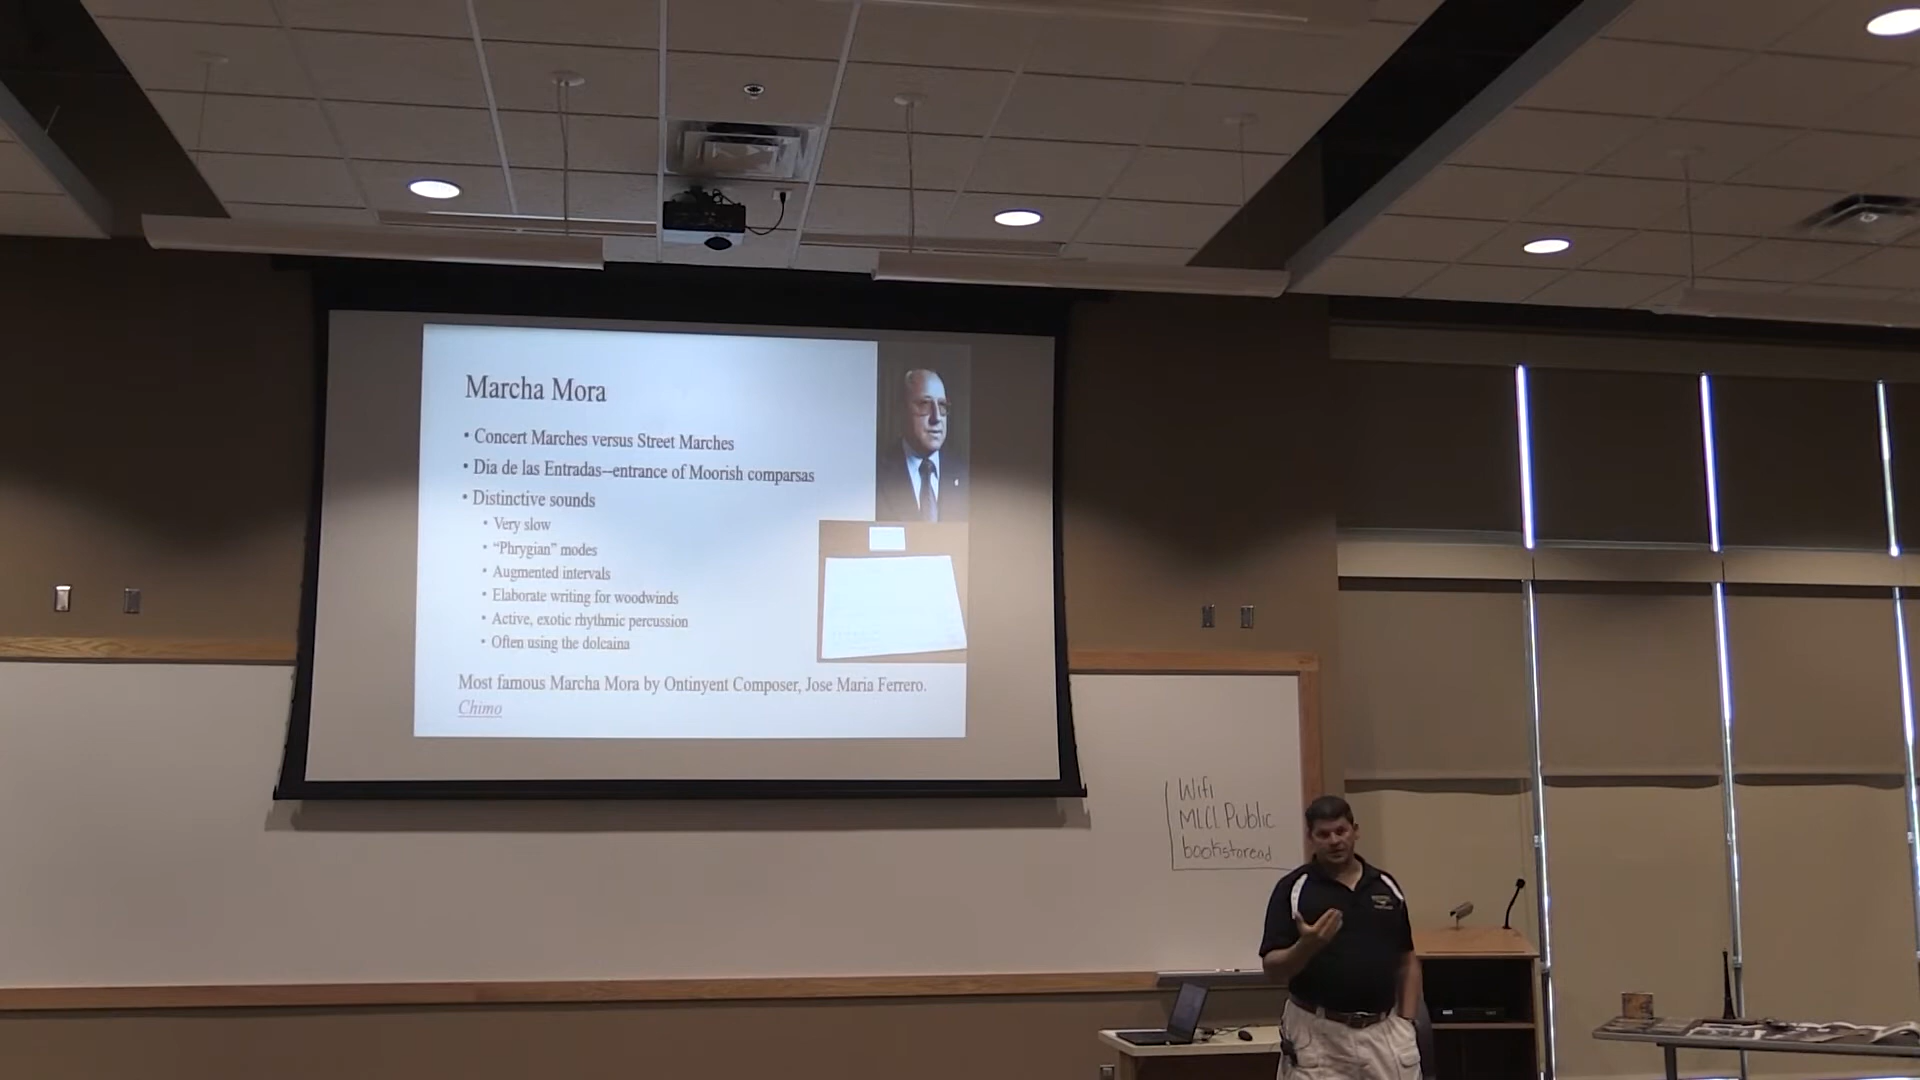 Marcha Mora
• Concert Marches versus Street Marches
• Dia de las Entradas–entrance of Moorish comparsas
• Distinctive sounds
• Very slow
• “Phrygian” modes
• Augmented intervals
• Elaborate writing for woodwinds
• Active, exotic rhythmic percussion
• Often using the dolcaina
Most famous Marcha Mora by Ontinyent Composer, Jose Maria Ferrero.
Chimo
Wifi
MLCL Public
bookstoread